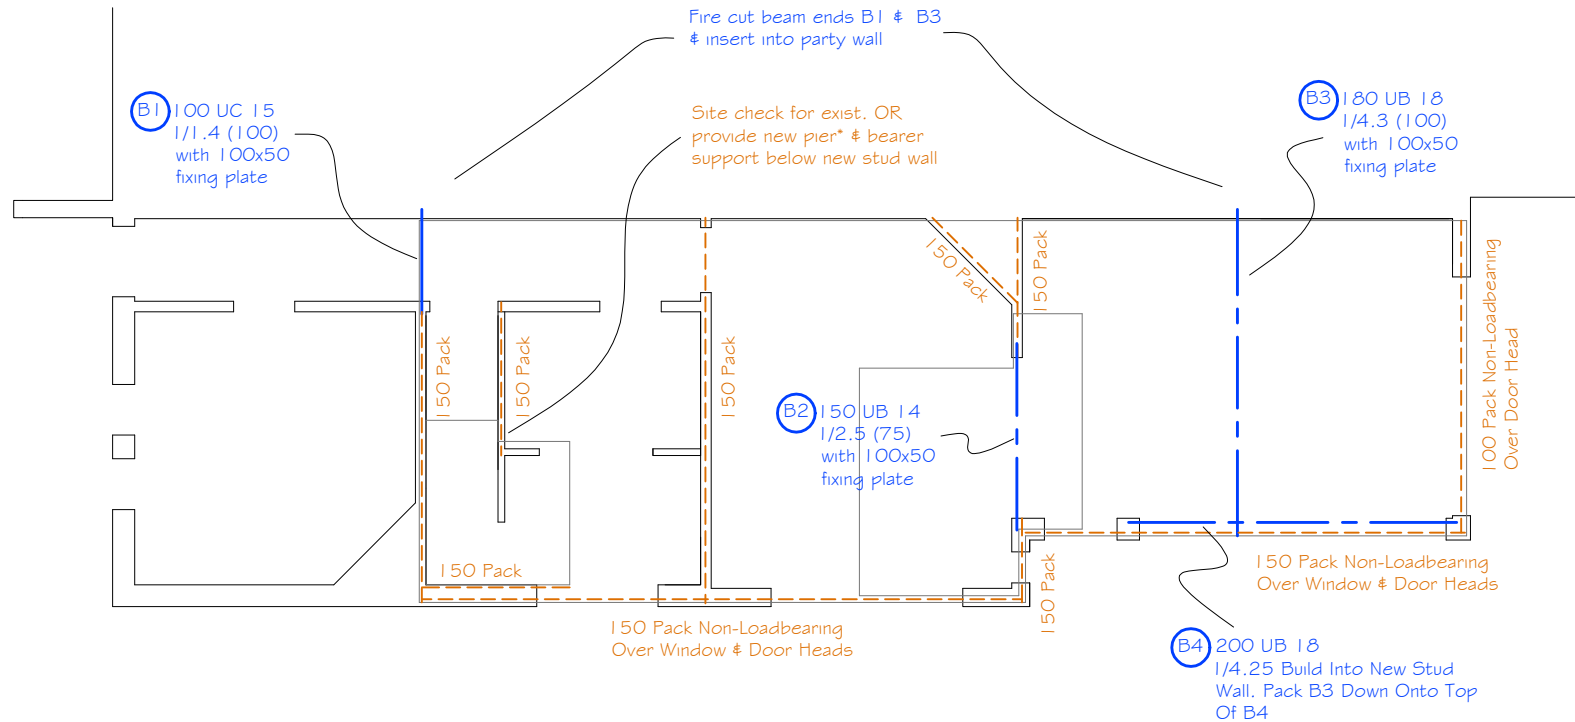 Fire cut beam ends B1 & B3
& insert into party wall
B1
100 UC 15
1/1.4 (100)
with 100x50
fixing plate
Site check for exist. OR
provide new pier* & bearer
support below new stud wall
B3
180 UB 18
1/4.3 (100)
with 100x50
fixing plate
150 Pack
150 Pack
150 Pack
150 Pack
150 Pack
100 Pack Non-Loadbearing
Over Door Head
B2
150 UB 14
1/2.5 (75)
with 100x50
fixing plate
150 Pack
150 Pack
150 Pack Non-Loadbearing
Over Window & Door Heads
150 Pack Non-Loadbearing
Over Window & Door Heads
B4
200 UB 18
1/4.25 Build Into New Stud
Wall. Pack B3 Down Onto Top
Of B4